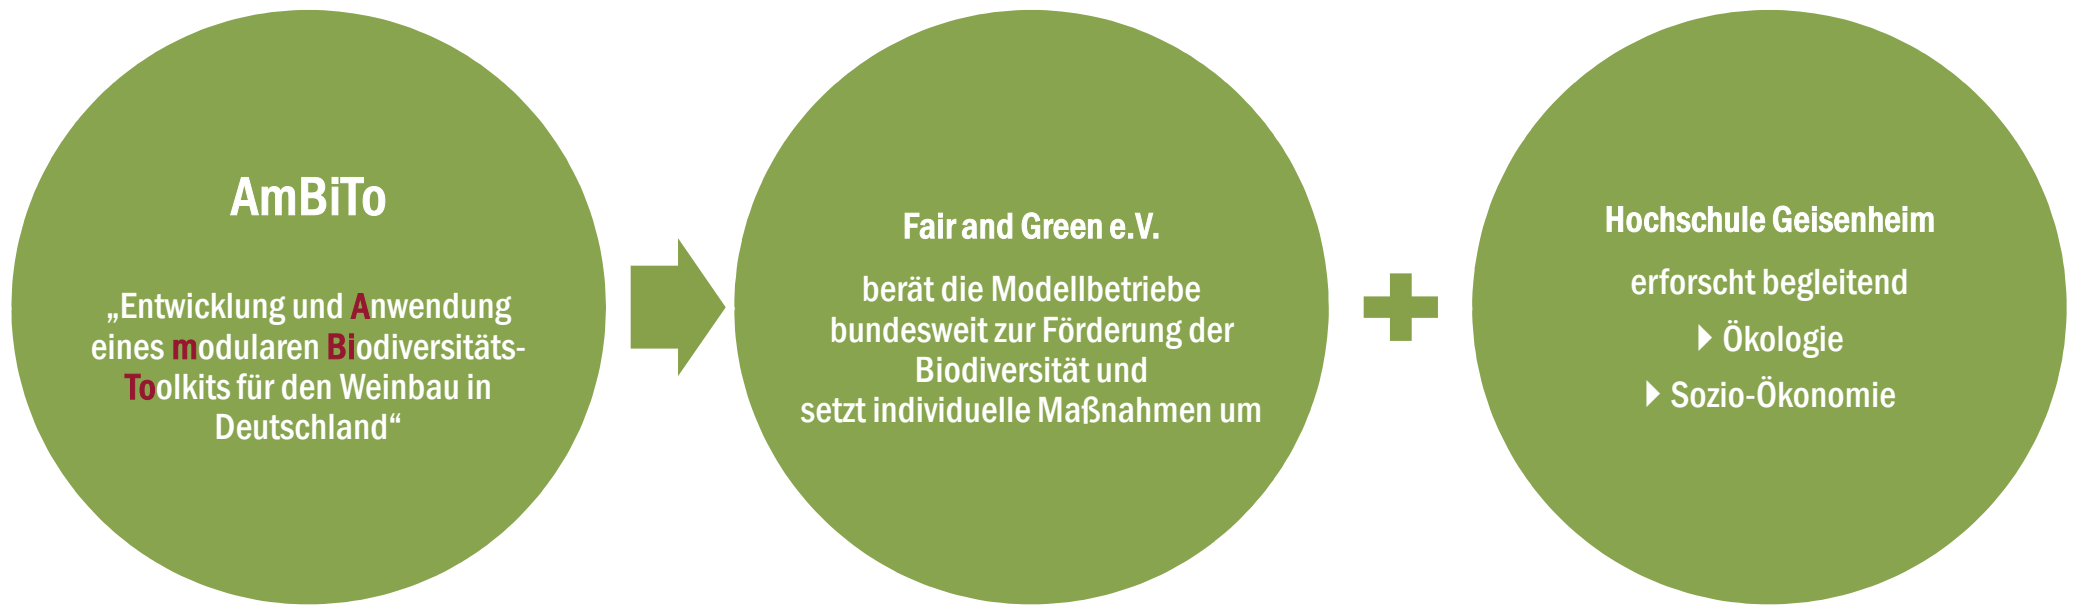 AmBiTo
„Entwicklung und Anwendung
eines modularen Biodiversitäts-
Toolkits für den Weinbau in
Deutschland“
Fair and Green e.V.
berät die Modellbetriebe
bundesweit zur Förderung der
Biodiversität und
setzt individuelle Maßnahmen um
Hochschule Geisenheim
erforscht begleitend
Ökologie
Sozio-Ökonomie